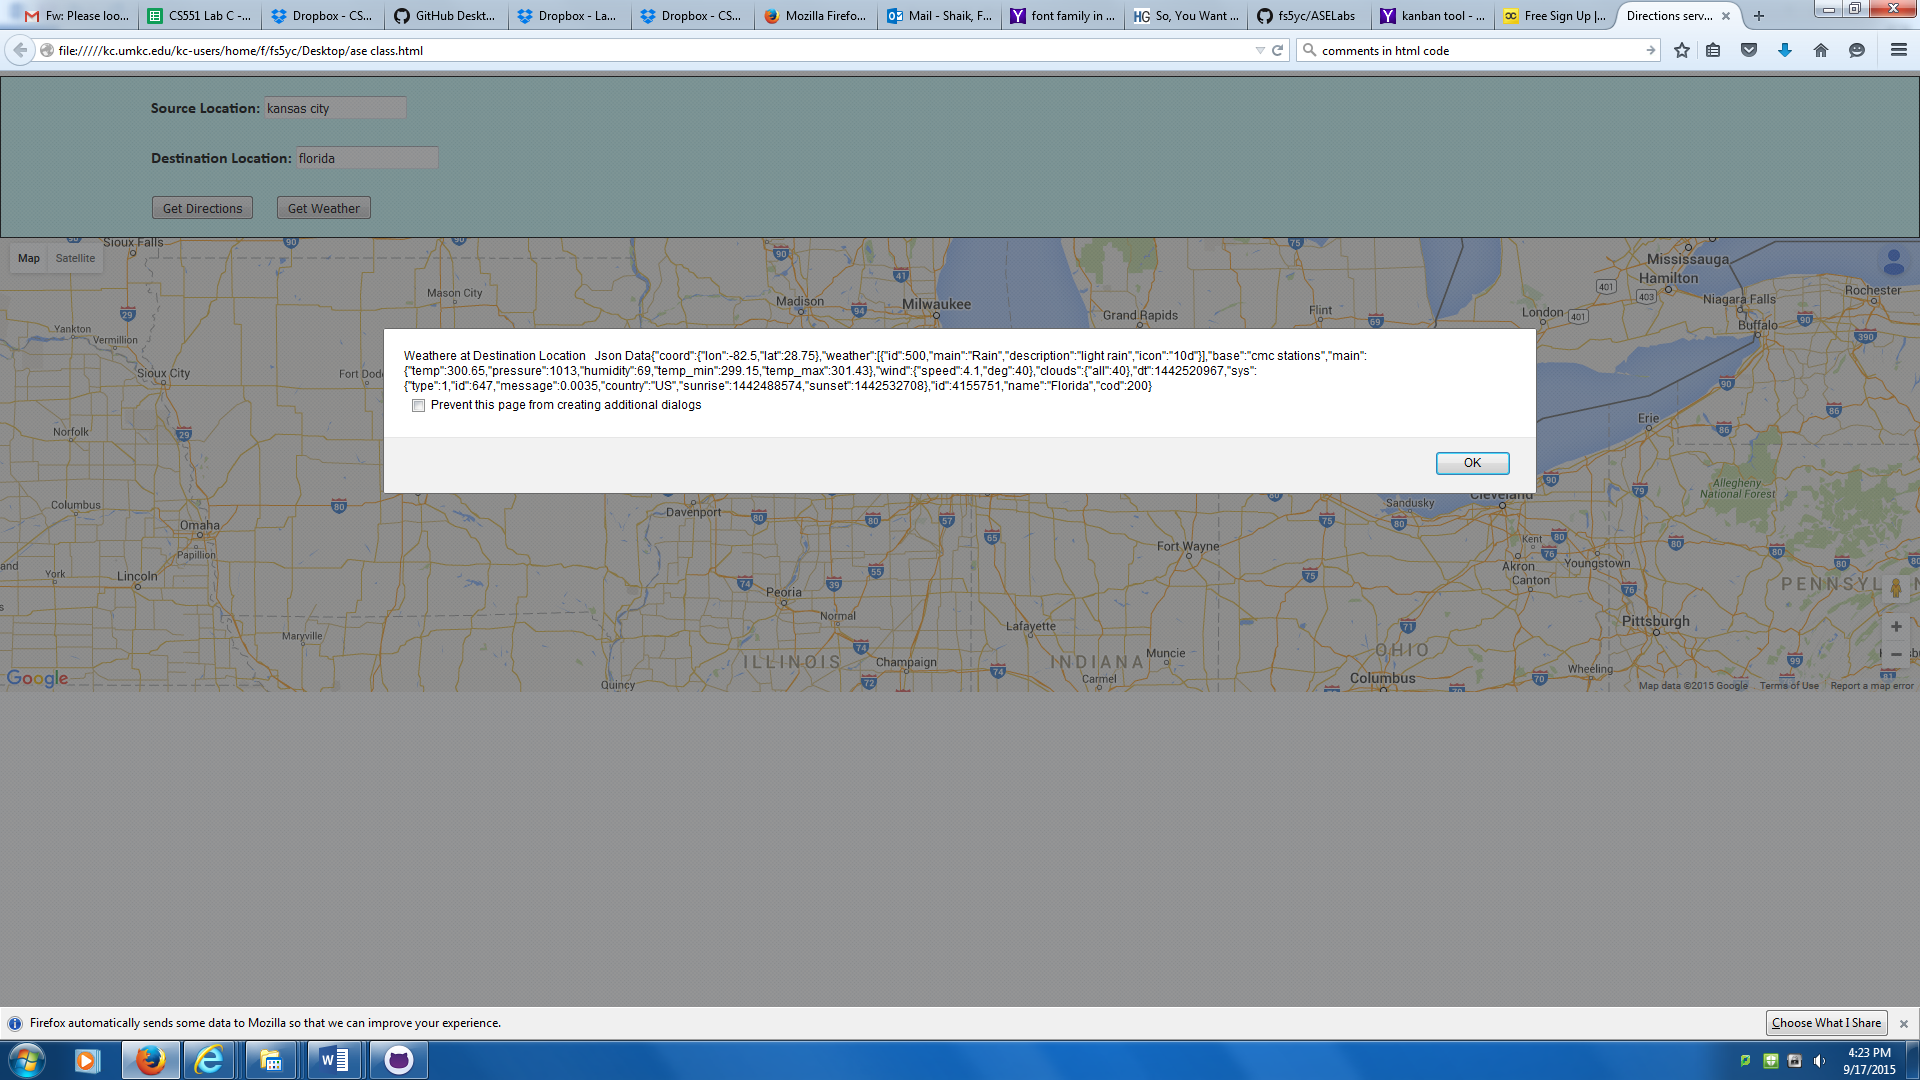 Fw: Please loo...
CS551 Lab C -...
Dropbox - CS...
GitHub Deskt...
Dropbox - La...
Dropbox - CS...
Mozilla Firefo...
Mail - Shaik, F...
font family in ...
So, You Want ...
fs5yc/ASELabs
kanban tool - ...
Free Sign Up |...
Directions serv...
file://///kc.umkc.edu/kc-users/home/f/fs5yc/Desktop/ase class.html
comments in html code
Source Location: kansas city
Destination Location: florida
Get Directions Get Weather
Map Satellite
Sioux Falls
Mason City
Madison
Milwaukee
Grand Rapids
Flint
London
Mississauga
Hamilton
Niagara Falls
Rochester
Buffalo
Yankton
Vermillion
Sioux City
Fort Dod
Weathere at Destination Location   Json Data{"coord":{"lon":-82.5,"lat":28.75},"weather":[{"id":500,"main":"Rain","description":"light rain","icon":"10d"}],"base":"cmc stations","main":
{"temp":300.65,"pressure":1013,"humidity":69,"temp_min":299.15,"temp_max":301.43},"wind":{"speed":4.1,"deg":40},"clouds":{"all":40},"dt":1442520967,"sys":
{"type":1,"id":647,"message":0.0035,"country":"US","sunrise":1442488574,"sunset":1442532708},"id":4155751,"name":"Florida","cod":200}
Prevent this page from creating additional dialogs
OK
Norfolk
Erie
Allegheny
National Forest
Columbus
Omaha
Papillion
Davenport
Sandusky
Cleveland
Fort Wayne
Kent
Akron
Youngstown
Canton
York
Lincoln
Peoria
Normal
Lafayette
PENNSYL
Pittsburgh
Maryville
ILLINOIS
Champaign
INDIANA
Muncie
Carmel
OHIO
Columbus
Wheeling
Quincy
Google
Map data ©2015 Google Terms of Use Report a map error
Firefox automatically sends some data to Mozilla so that we can improve your experience.
Choose What I Share
4:23 PM
9/17/2015